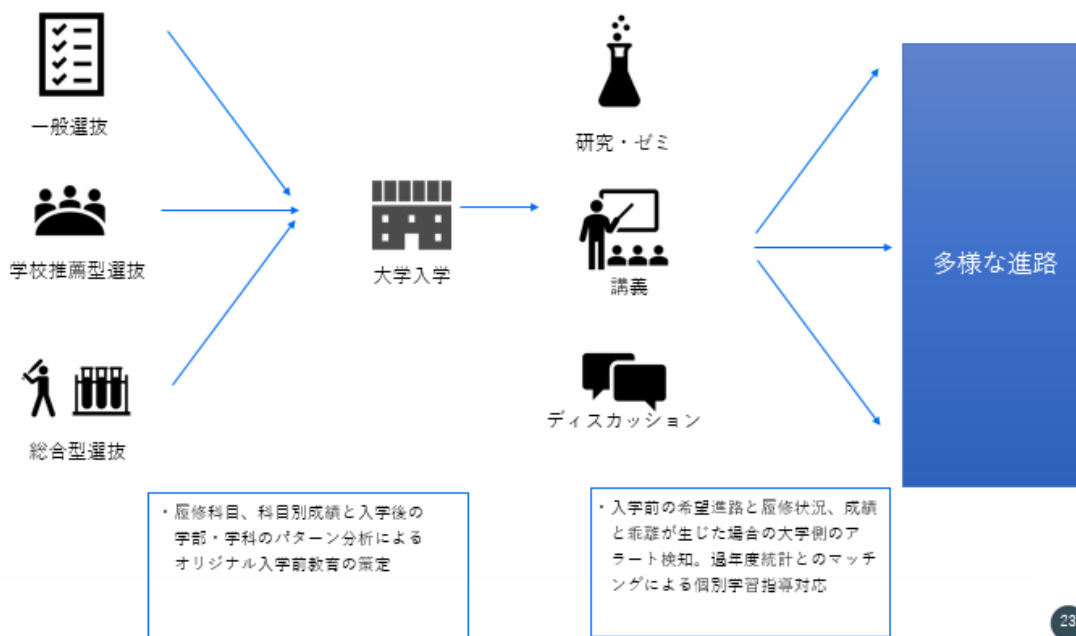 一般選抜
学校推薦型選抜
総合型選抜
大学入学
研究・ゼミ
講義
ディスカッション
多様な進路
・履修科目、科目別成績と入学後の
学部・学科のパターン分析による
オリジナル入学前教育の策定
・入学前の希望進路と履修状況、成績
と乖離が生じた場合の大学側のア
ラート検知。過年度統計とのマッチ
ングによる個別学習指導対応
23